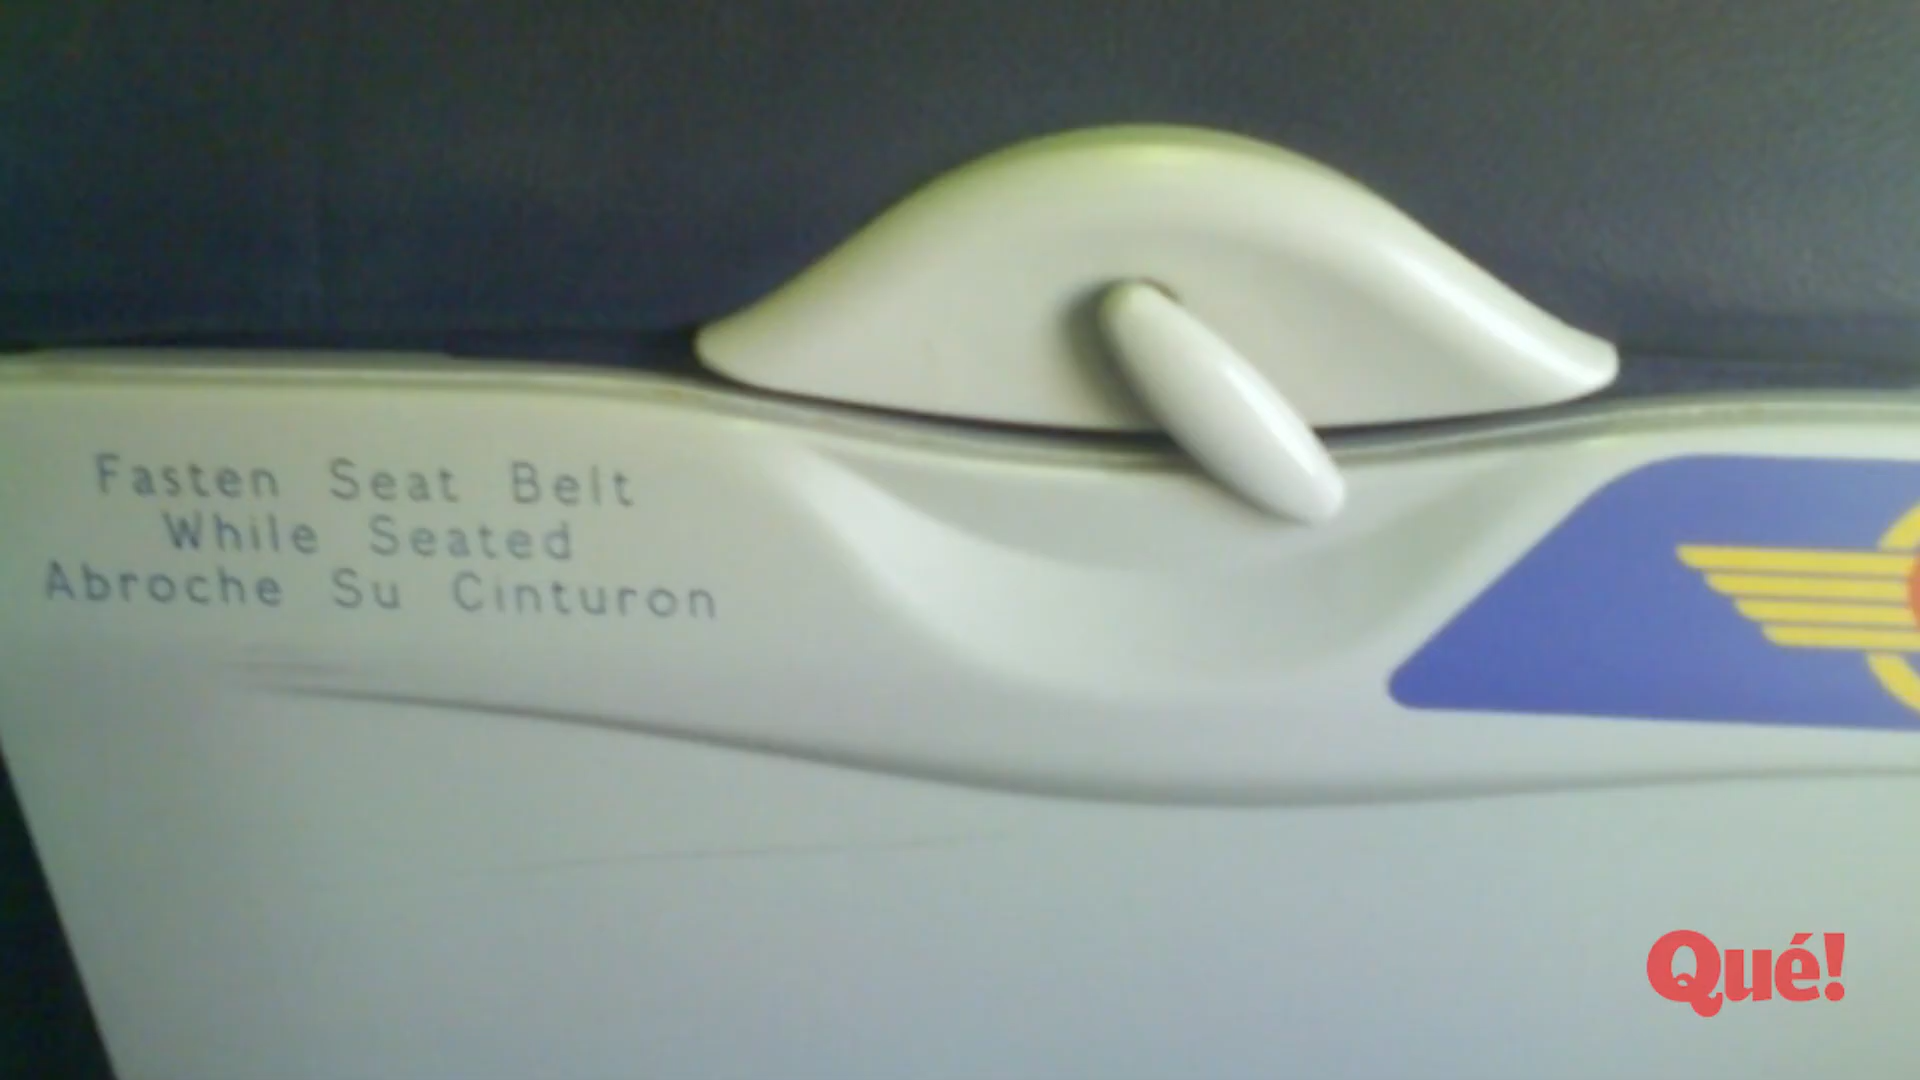 Fasten Seat Belt
While Seated
Abroche Su Cinturon
Qué!